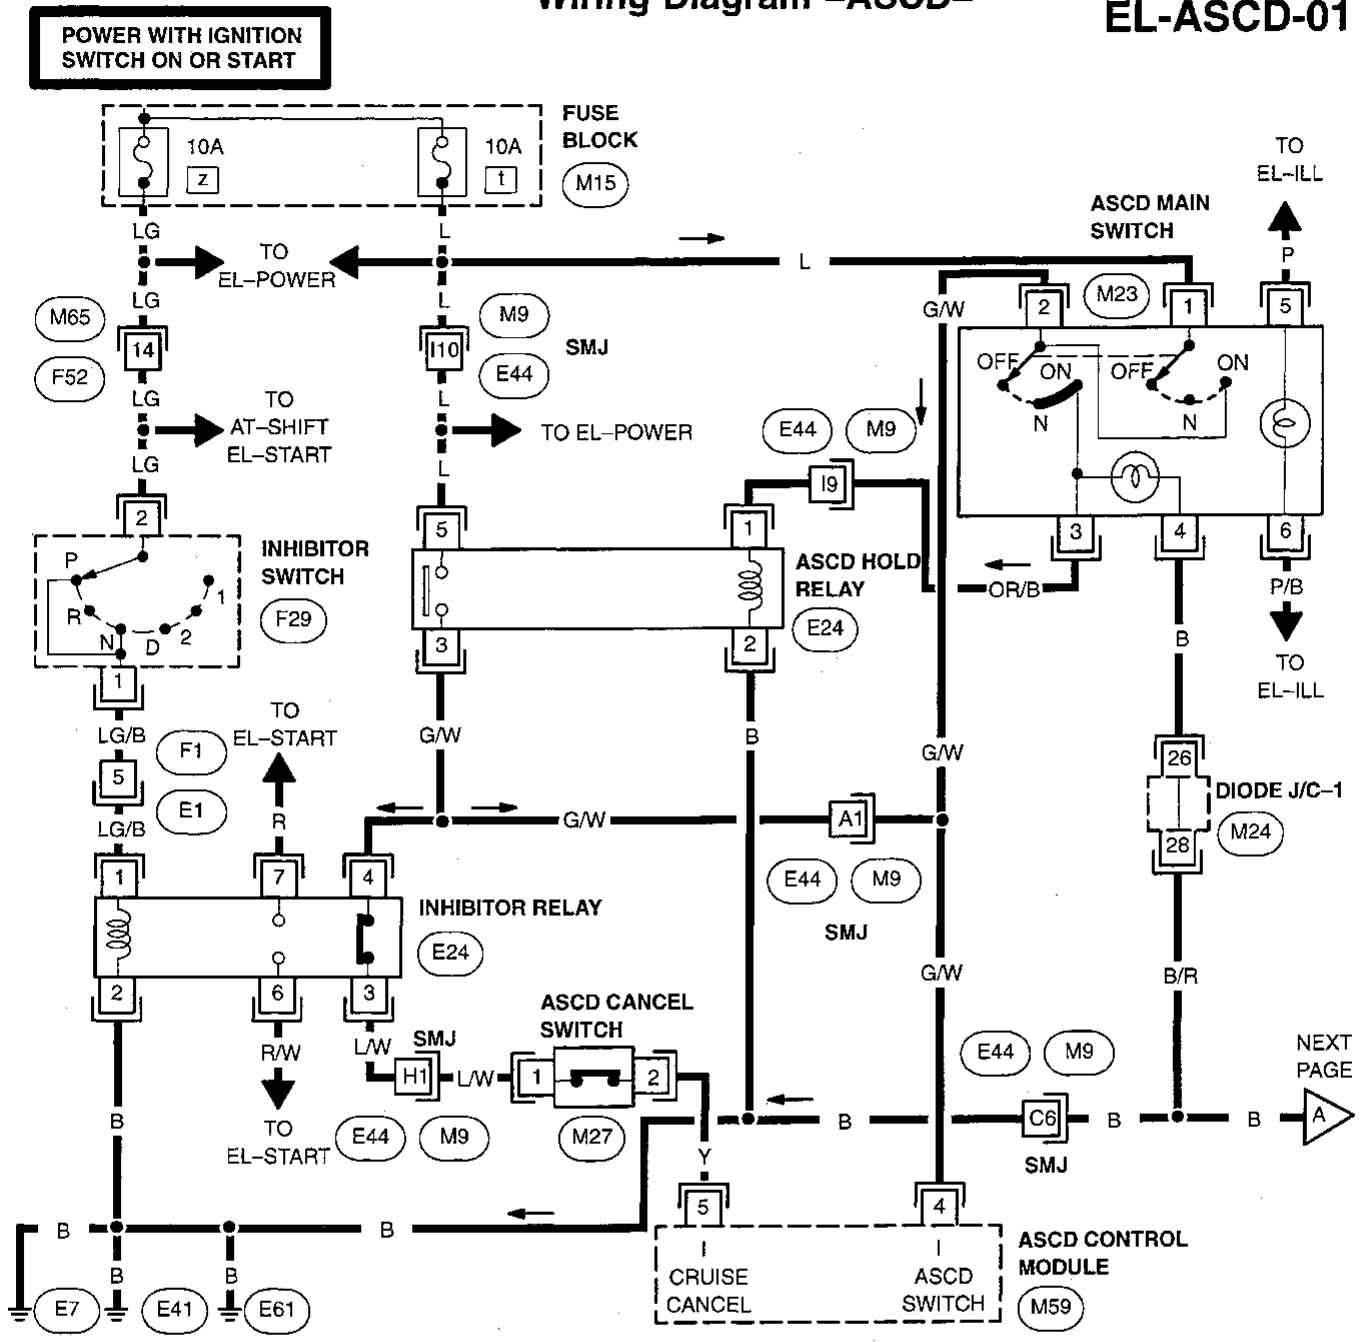 Wiring Diagram –ASCD–
EL-ASCD-01
POWER WITH IGNITION
SWITCH ON OR START
FUSE
BLOCK
M15
10A
z
10A
t
TO
EL–ILL
ASCD MAIN
SWITCH
P
LG
L
TO
EL–POWER
L
LG
L
M65
F52
14
M9
E44
I10
SMJ
G/W
2
M23
1
5
OFF
ON
N
OFF
ON
N
LG
L
TO
AT–SHIFT
EL–START
TO EL–POWER
E44
M9
I9
LG
L
2
5
1
3
4
6
INHIBITOR
SWITCH
F29
P
R
N
D
2
1
ASCD HOLD
RELAY
E24
OR/B
P/B
3
2
B
TO
EL–ILL
1
LG/B
F1
5
E1
LG/B
TO
EL–START
R
G/W
B
G/W
26
DIODE J/C–1
M24
28
G/W
A1
E44
M9
SMJ
1
7
4
INHIBITOR RELAY
E24
2
6
3
G/W
B/R
ASCD CANCEL
SWITCH
R/W
L/W
SMJ
H1
L/W
1
2
E44
M9
M27
TO
EL–START
E44
M9
NEXT
PAGE
B
B
C6
B
B
A
SMJ
Y
5
4
B
B
B
B
E7
E41
E61
CRUISE
CANCEL
ASCD
SWITCH
ASCD CONTROL
MODULE
M59